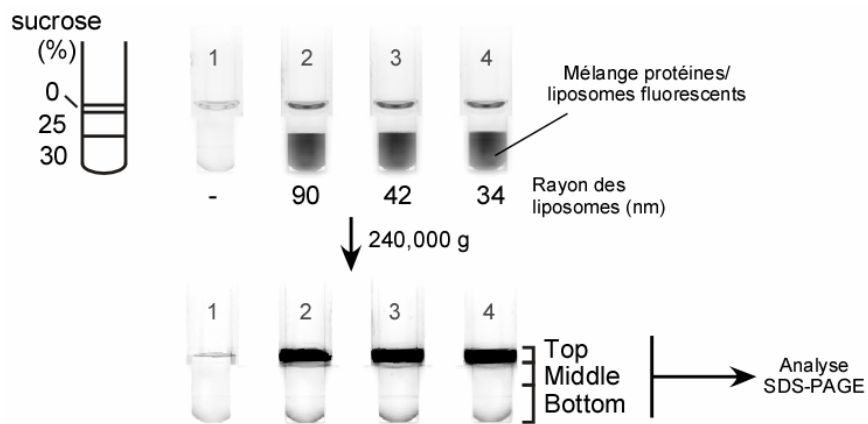 sucrose
(%)
0
25
30
1
2
3
4
Mélange protéines/
liposomes fluorescents
-
90
42
34
Rayon des
liposomes (nm)
240,000 g
1
2
3
4
Top
Middle
Bottom
Analyse
SDS-PAGE